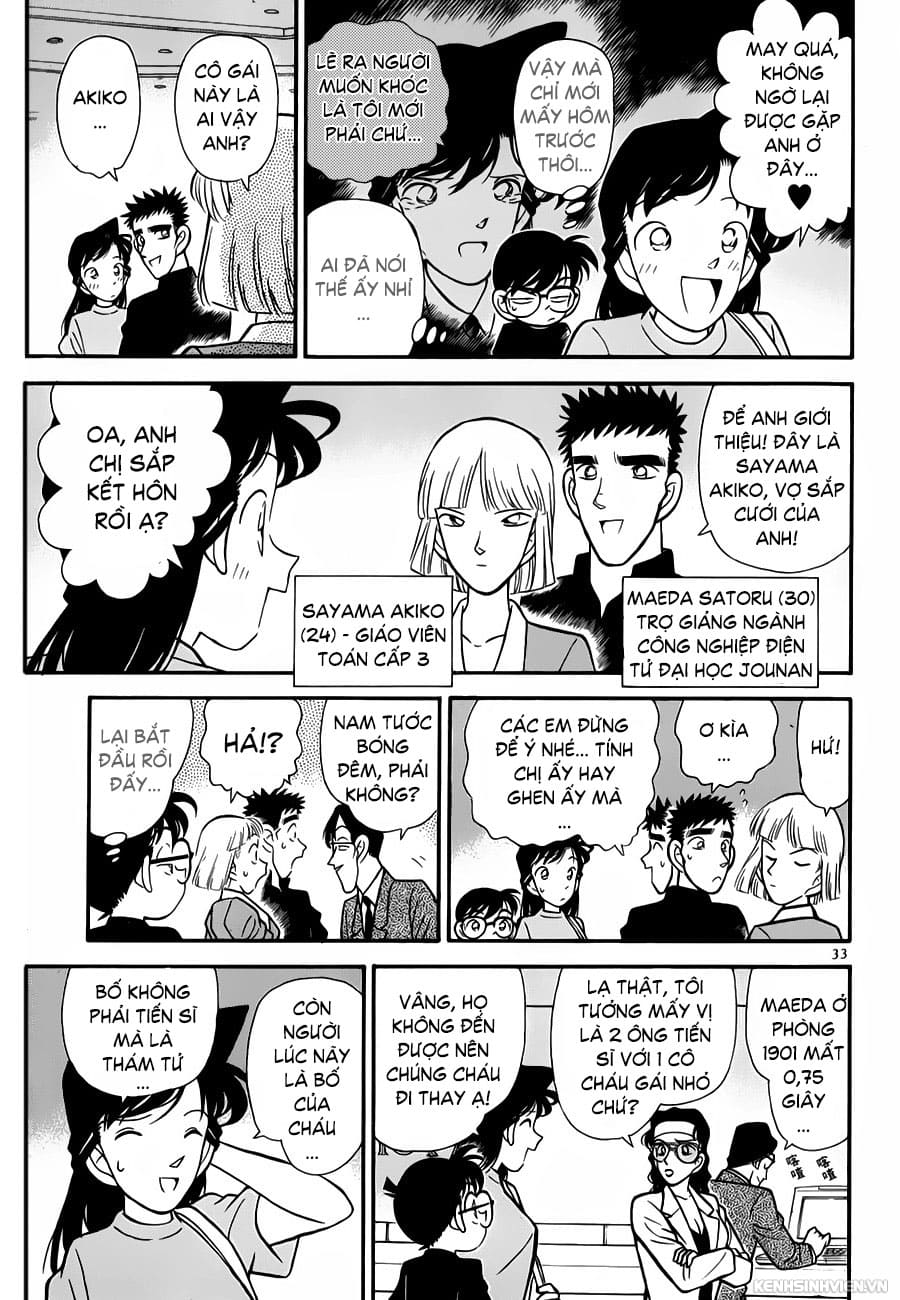 MAY QUÁ,
KHÔNG
NGỜ LẠI
ĐƯỢC GẶP
ANH Ở
ĐÂY...
♥
VẬY MÀ
CHỈ MỚI
MẤY HÔM
TRƯỚC
THÔI...
LẼ RA NGƯỜI
MUỐN KHÓC
LÀ TÔI MỚI
PHẢI CHỨ...
AI ĐÃ NÓI
THẾ ẤY NHỈ
...
CÔ GÁI
NÀY LÀ
AI VẬY
ANH?
AKIKO
...
ĐỂ ANH GIỚI
THIỆU! ĐÂY LÀ
SAYAMA
AKIKO, VỢ SẮP
CƯỚI CỦA
ANH!
MAEDA SATORU (30)
TRỢ GIẢNG NGÀNH
CÔNG NGHIỆP ĐIỆN
TỬ ĐẠI HỌC JOUNAN
SAYAMA AKIKO
(24) - GIÁO VIÊN
TOÁN CẤP 3
OA, ANH
CHỊ SẮP
KẾT HÔN
RỒI Ạ?
HỨ!
Ơ KÌA
...
CÁC EM ĐỪNG
ĐỂ Ý NHÉ... TÍNH
CHỊ ẤY HAY
GHEN ẤY MÀ
...
NAM TƯỚC
BÓNG
ĐÊM, PHẢI
KHÔNG?
HẢ!?
LẠI BẮT
ĐẦU RỒI
ĐẤY...
33
MAEDA Ở
PHÒNG
1901 MẤT
0,75
GIÂY
...
LẠ THẬT, TÔI
TƯỞNG MẤY VỊ
LÀ 2 ÔNG TIẾN
SĨ VỚI 1 CÔ
CHÁU GÁI NHỎ
CHỨ?
VÂNG, HỌ
KHÔNG ĐẾN
ĐƯỢC NÊN
CHÚNG CHÁU
ĐI THAY Ạ!
CÒN
NGƯỜI
LÚC NÀY
LÀ BỐ
CỦA
CHÁU
BỐ KHÔNG
PHẢI TIẾN SĨ
MÀ LÀ
THÁM TỬ
...
KENHSINHVIEN.VN